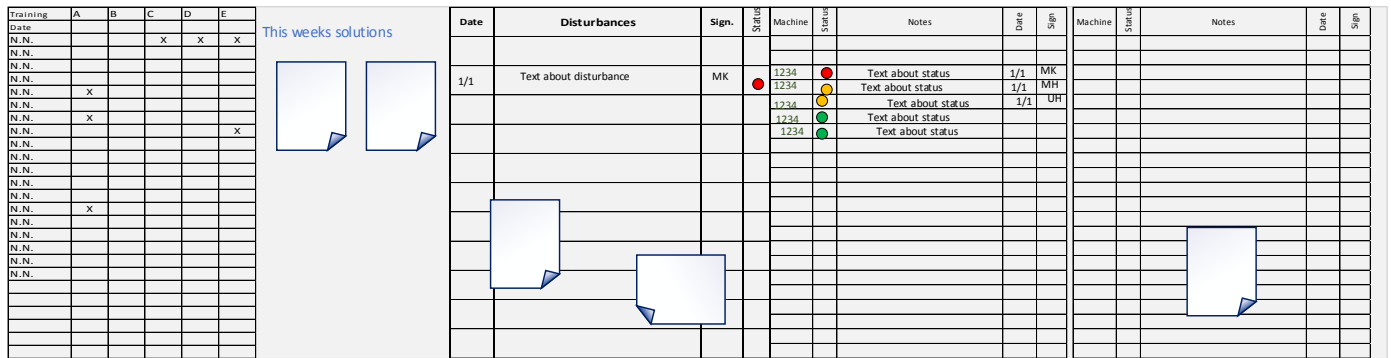 Training A B C D E
Date
N.N. x x x
N.N.
N.N.
N.N.
N.N. x
N.N.
N.N. x
N.N. x
N.N.
N.N.
N.N.
N.N.
N.N.
N.N. x
N.N.
N.N.
N.N.
N.N.
N.N.
This weeks solutions
Date Disturbances Sign. Status
1/1 Text about disturbance MK
Machine Status Notes Date Sign
1234 Text about status 1/1 MK
1234 Text about status 1/1 MH
1234 Text about status 1/1 UH
1234 Text about status
1234 Text about status
Machine Status Notes Date Sign